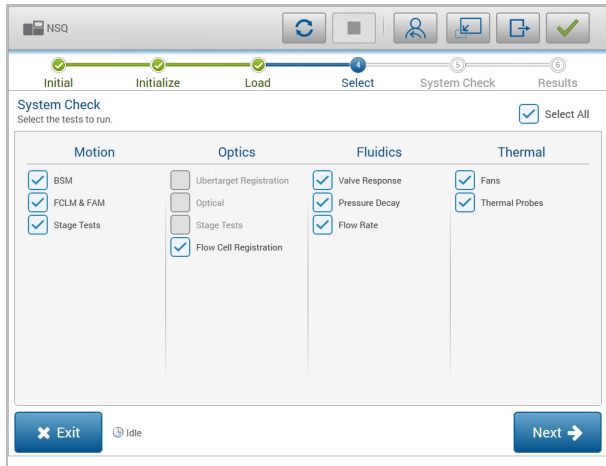 NSQ
4
5
6
Initial
Initialize
Load
Select
System Check
Results
System Check
Select the tests to run.
Select All
Motion
Optics
Fluidics
Thermal
BSM
Ubertarget Registration
Valve Response
Fans
FCLM & FAM
Optical
Pressure Decay
Thermal Probes
Stage Tests
Stage Tests
Flow Rate
Flow Cell Registration
Exit
Idle
Next